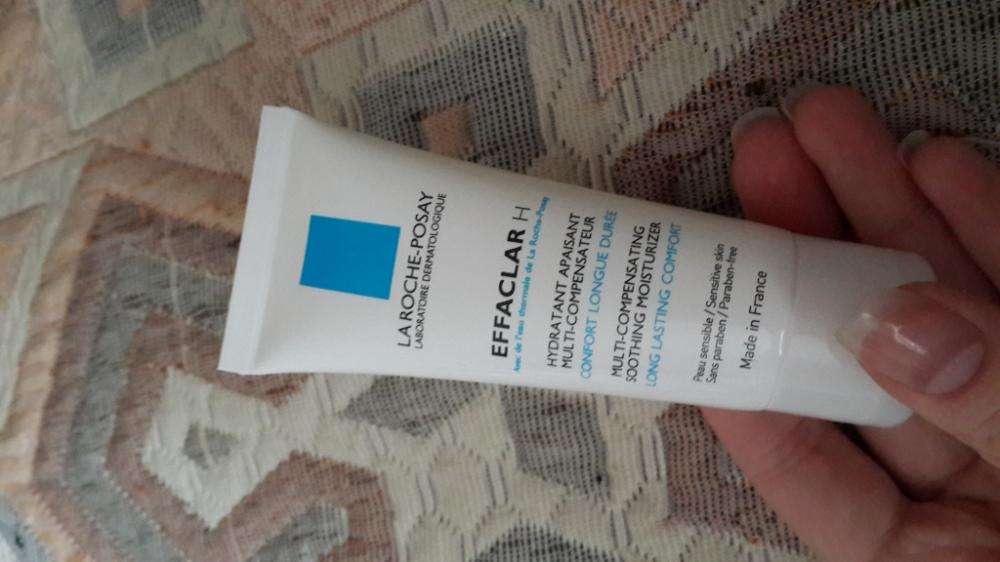 LA ROCHE-POSAY
LABORATOIRE DERMATOLOGIQUE
EFFACLAR H
Avec de l'eau thermale de La Roche-Posay
HYDRATANT APAISANT
MULTI-COMPENSATEUR
CONFORT LONGUE DURÉE
MULTI-COMPENSATING
SOOTHING MOISTURIZER
LONG LASTING COMFORT
Peau sensible / Sensitive skin
Sans paraben / Paraben-free
Made in France